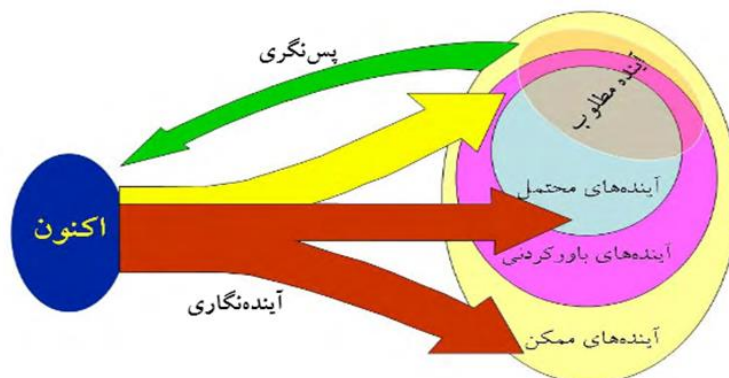 پس‌نگری
آینده مطلوب
آینده‌های محتمل
اکنون
آینده‌های باورکردنی
آینده‌نگاری
آینده‌های ممکن